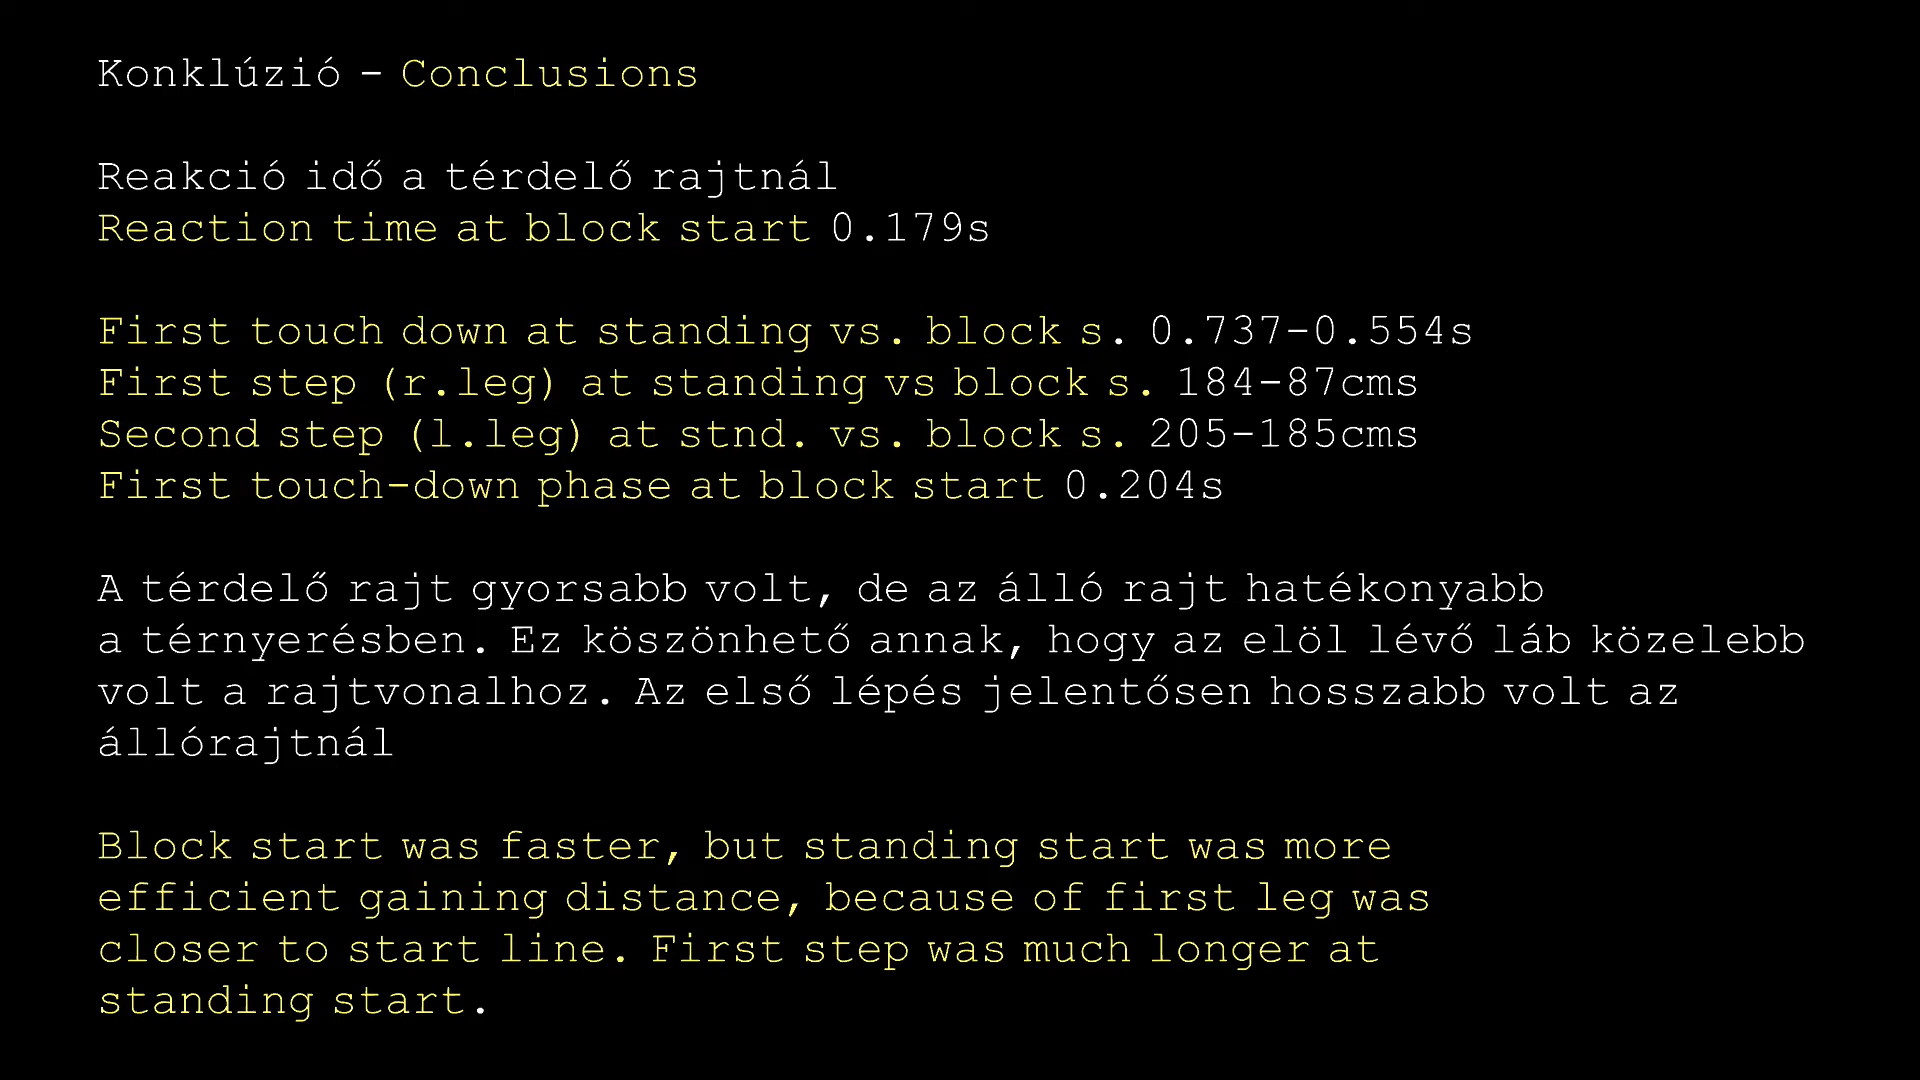 Konklúzió - Conclusions
Reakció idő a térdelő rajtnál
Reaction time at block start 0.179s
First touch down at standing vs. block s. 0.737-0.554s
First step (r.leg) at standing vs block s. 184-87cms
Second step (l.leg) at stnd. vs. block s. 205-185cms
First touch-down phase at block start 0.204s
A térdelő rajt gyorsabb volt, de az álló rajt hatékonyabb
a térnyerésben. Ez köszönhető annak, hogy az elöl lévő láb közelebb
volt a rajtvonalhoz. Az első lépés jelentősen hosszabb volt az
állórajtnál
Block start was faster, but standing start was more
efficient gaining distance, because of first leg was
closer to start line. First step was much longer at
standing start.